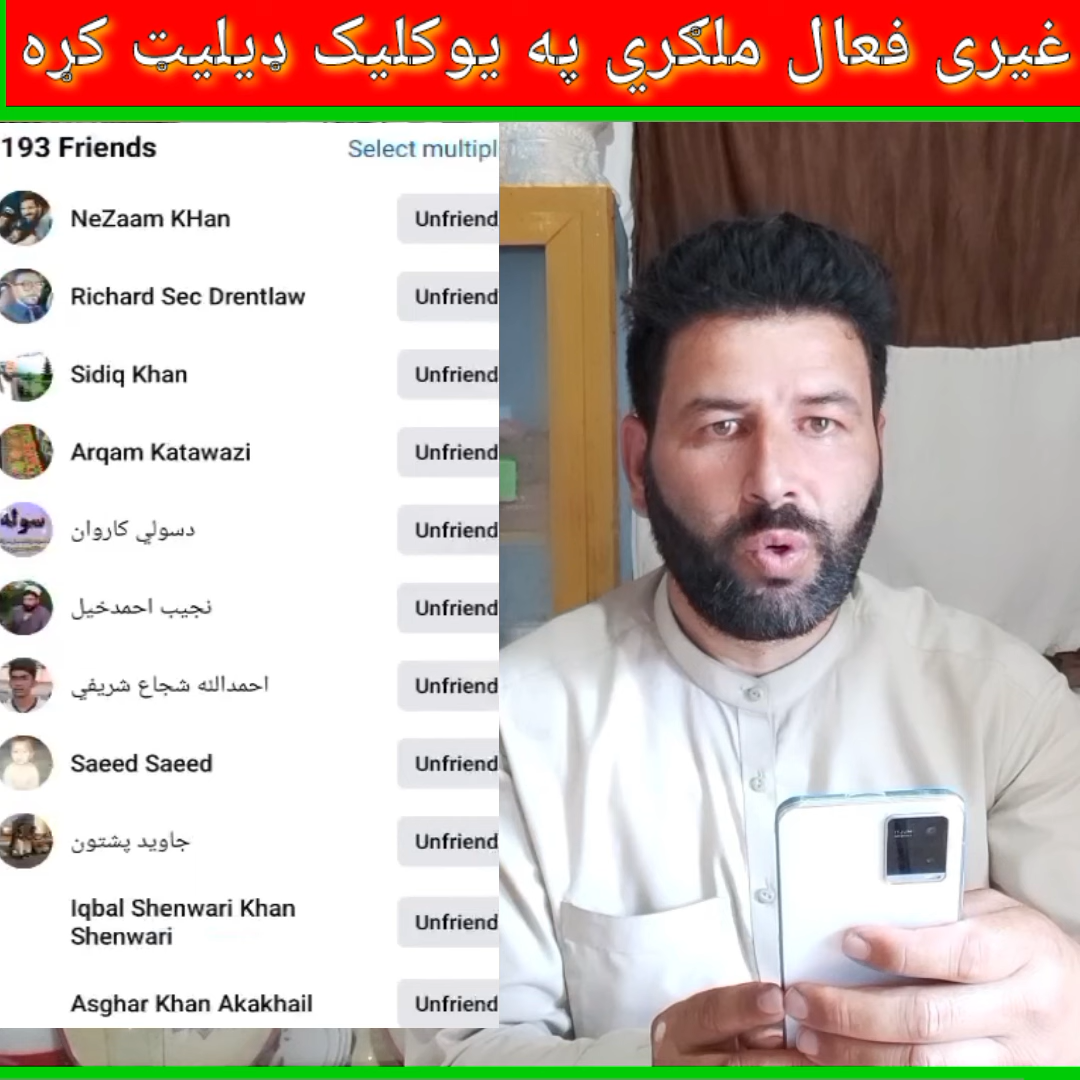 غیری فعال ملګري په یوکلیک ډیلیټ کړه
193 Friends Select multipl
NeZaam KHan Unfriend
Richard Sec Drentlaw Unfriend
Sidiq Khan Unfriend
Arqam Katawazi Unfriend
سوله
دسولي کاروان Unfriend
نجیب احمدخیل Unfriend
احمدالله شجاع شریفي Unfriend
Saeed Saeed Unfriend
جاوید پشتون Unfriend
Iqbal Shenwari Khan
Shenwari Unfriend
Asghar Khan Akakhail Unfriend